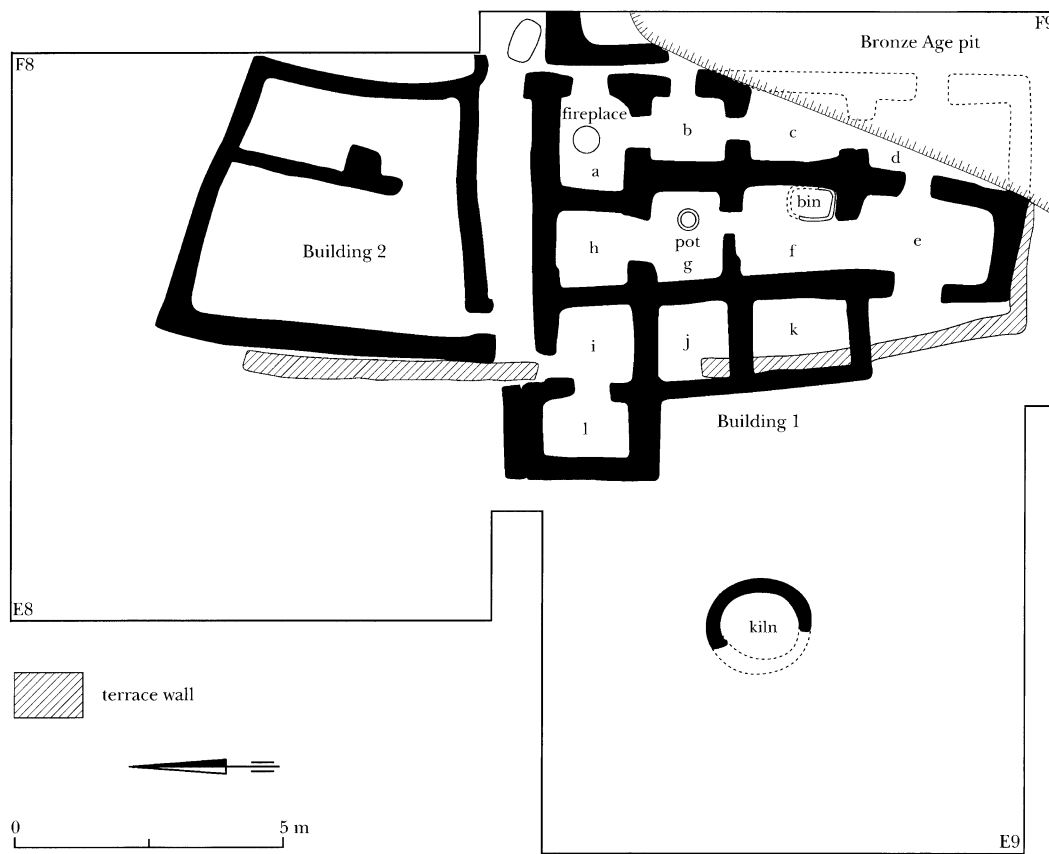 F8
F9
Bronze Age pit
fireplace
b
c
d
a
bin
Building 2
h
pot
g
f
e
i
j
k
l
Building 1
E8
kiln
terrace wall
0
5 m
E9